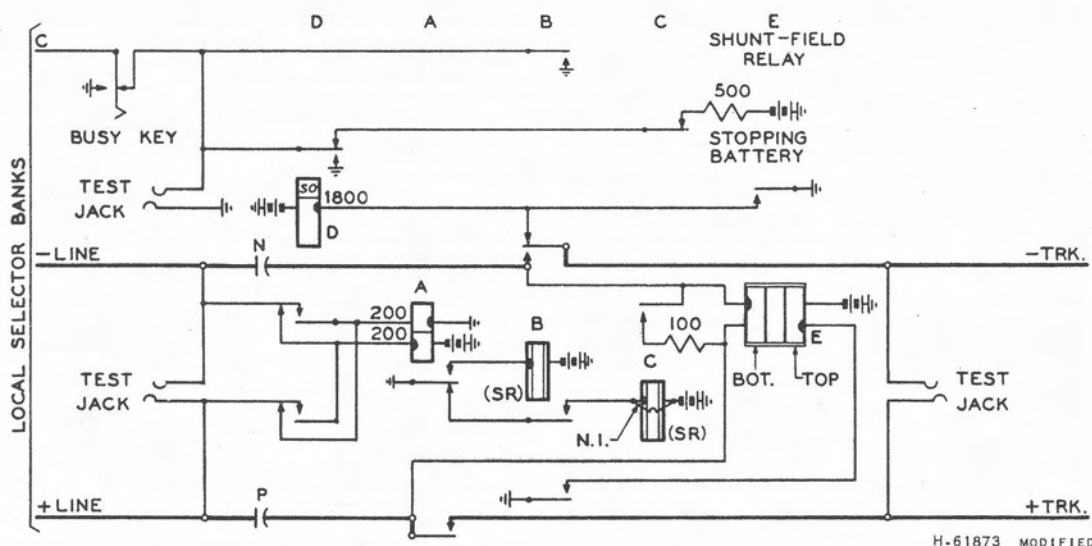 D A B C E
SHUNT-FIELD
RELAY
C
500
BUSY KEY
STOPPING
BATTERY
TEST
JACK
SO
1800
D
LOCAL SELECTOR BANKS
-LINE
N
-TRK.
A
200
200
B
100
E
C
BOT.
TOP
TEST
JACK
(SR)
N.I.
(SR)
TEST
JACK
+LINE
P
+TRK.
H-61873 MODIFIED